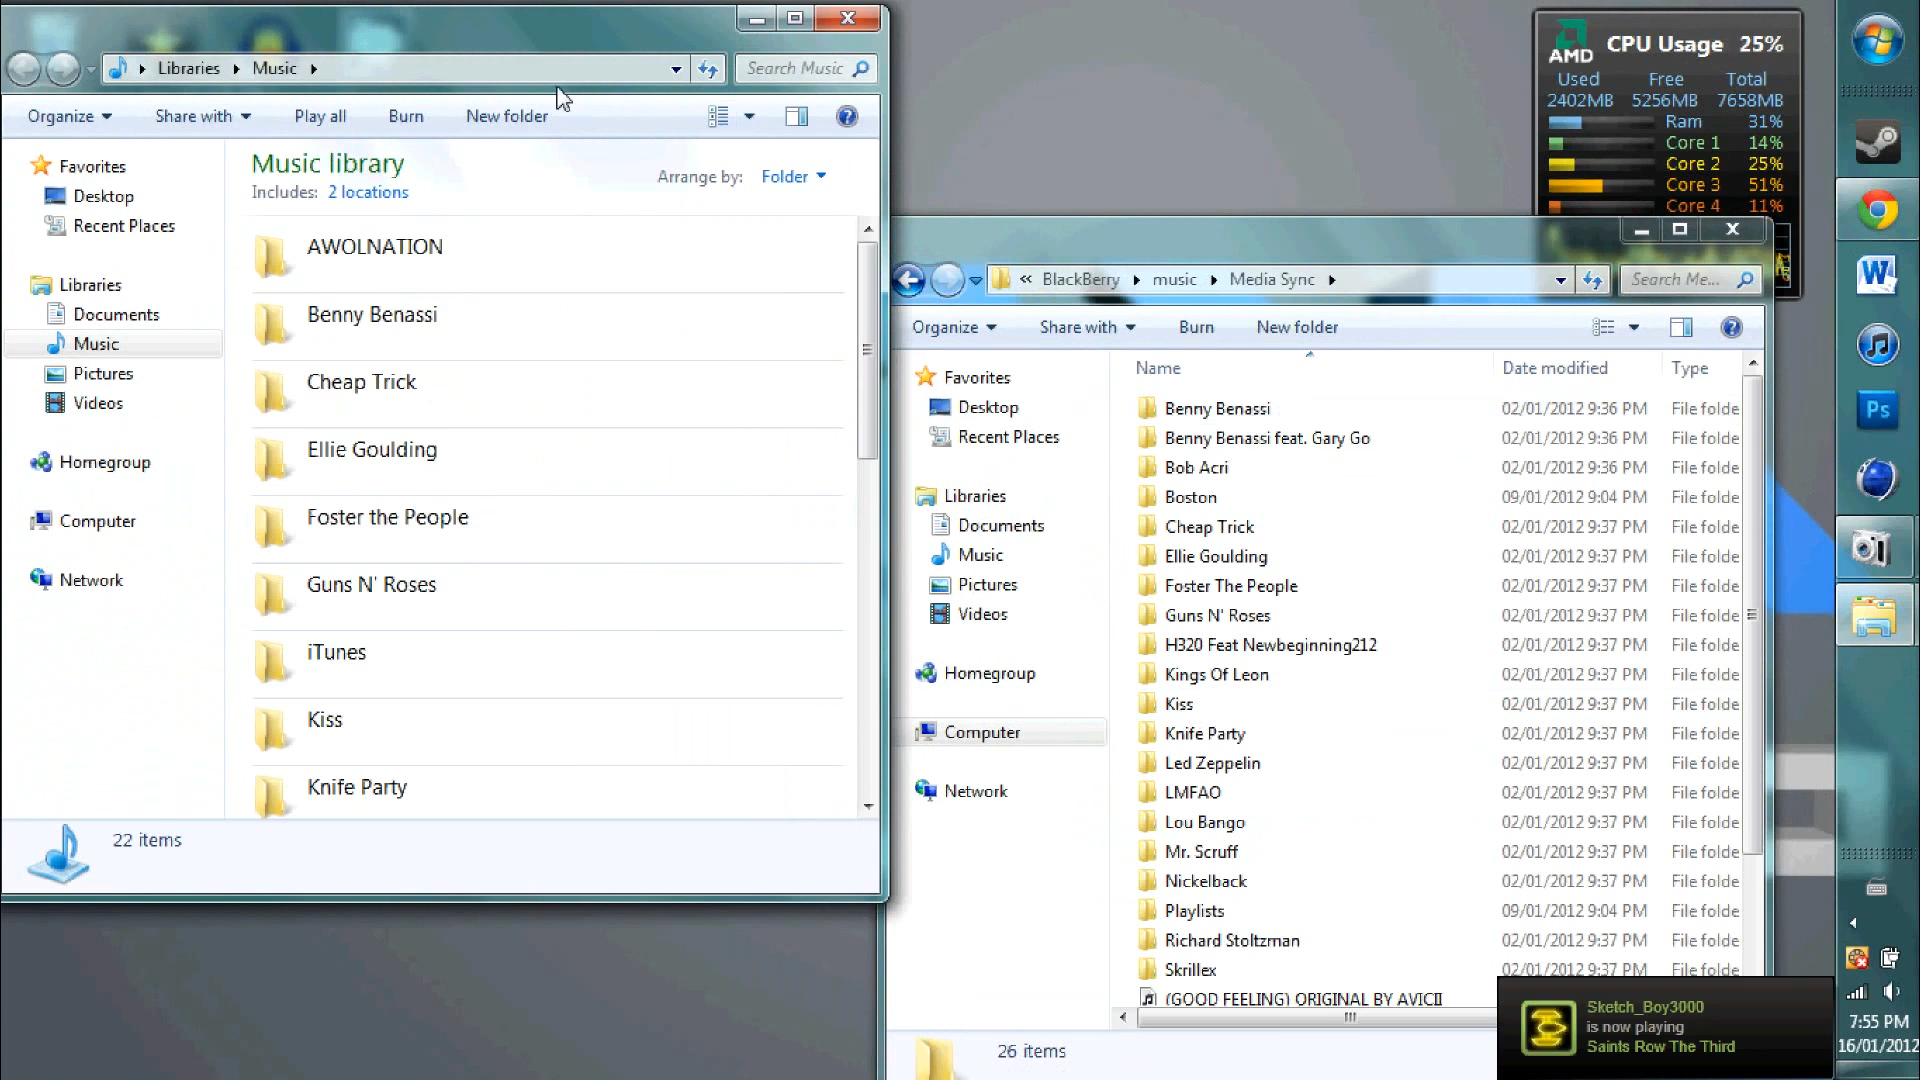 Libraries
Music
Search Music
Organize
Share with
Play all
Burn
New folder
Favorites
Desktop
Recent Places
Libraries
Documents
Music
Pictures
Videos
Homegroup
Computer
Network
Music library
Includes: 2 locations
Arrange by: Folder
AWOLNATION
Benny Benassi
Cheap Trick
Ellie Goulding
Foster the People
Guns N' Roses
iTunes
Kiss
Knife Party
22 items
AMD
CPU Usage 25%
Used Free Total
2402MB 5256MB 7658MB
Ram 31%
Core 1 14%
Core 2 25%
Core 3 51%
Core 4 11%
« BlackBerry
music
Media Sync
Search Me...
Organize
Share with
Burn
New folder
Favorites
Desktop
Recent Places
Libraries
Documents
Music
Pictures
Videos
Homegroup
Computer
Network
Name Date modified Type
Benny Benassi 02/01/2012 9:36 PM File folde
Benny Benassi feat. Gary Go 02/01/2012 9:36 PM File folde
Bob Acri 02/01/2012 9:36 PM File folde
Boston 09/01/2012 9:04 PM File folde
Cheap Trick 02/01/2012 9:37 PM File folde
Ellie Goulding 02/01/2012 9:37 PM File folde
Foster The People 02/01/2012 9:37 PM File folde
Guns N' Roses 02/01/2012 9:37 PM File folde
H320 Feat Newbeginning212 02/01/2012 9:37 PM File folde
Kings Of Leon 02/01/2012 9:37 PM File folde
Kiss 02/01/2012 9:37 PM File folde
Knife Party 02/01/2012 9:37 PM File folde
Led Zeppelin 02/01/2012 9:37 PM File folde
LMFAO 02/01/2012 9:37 PM File folde
Lou Bango 02/01/2012 9:37 PM File folde
Mr. Scruff 02/01/2012 9:37 PM File folde
Nickelback 02/01/2012 9:37 PM File folde
Playlists 09/01/2012 9:04 PM File folde
Richard Stoltzman 02/01/2012 9:37 PM File folde
Skrillex 02/01/2012 9:37 PM File folde
(GOOD FEELING) ORIGINAL BY AVICII
26 items
W
Ps
Sketch_Boy3000
is now playing
Saints Row The Third
7:55 PM
16/01/2012